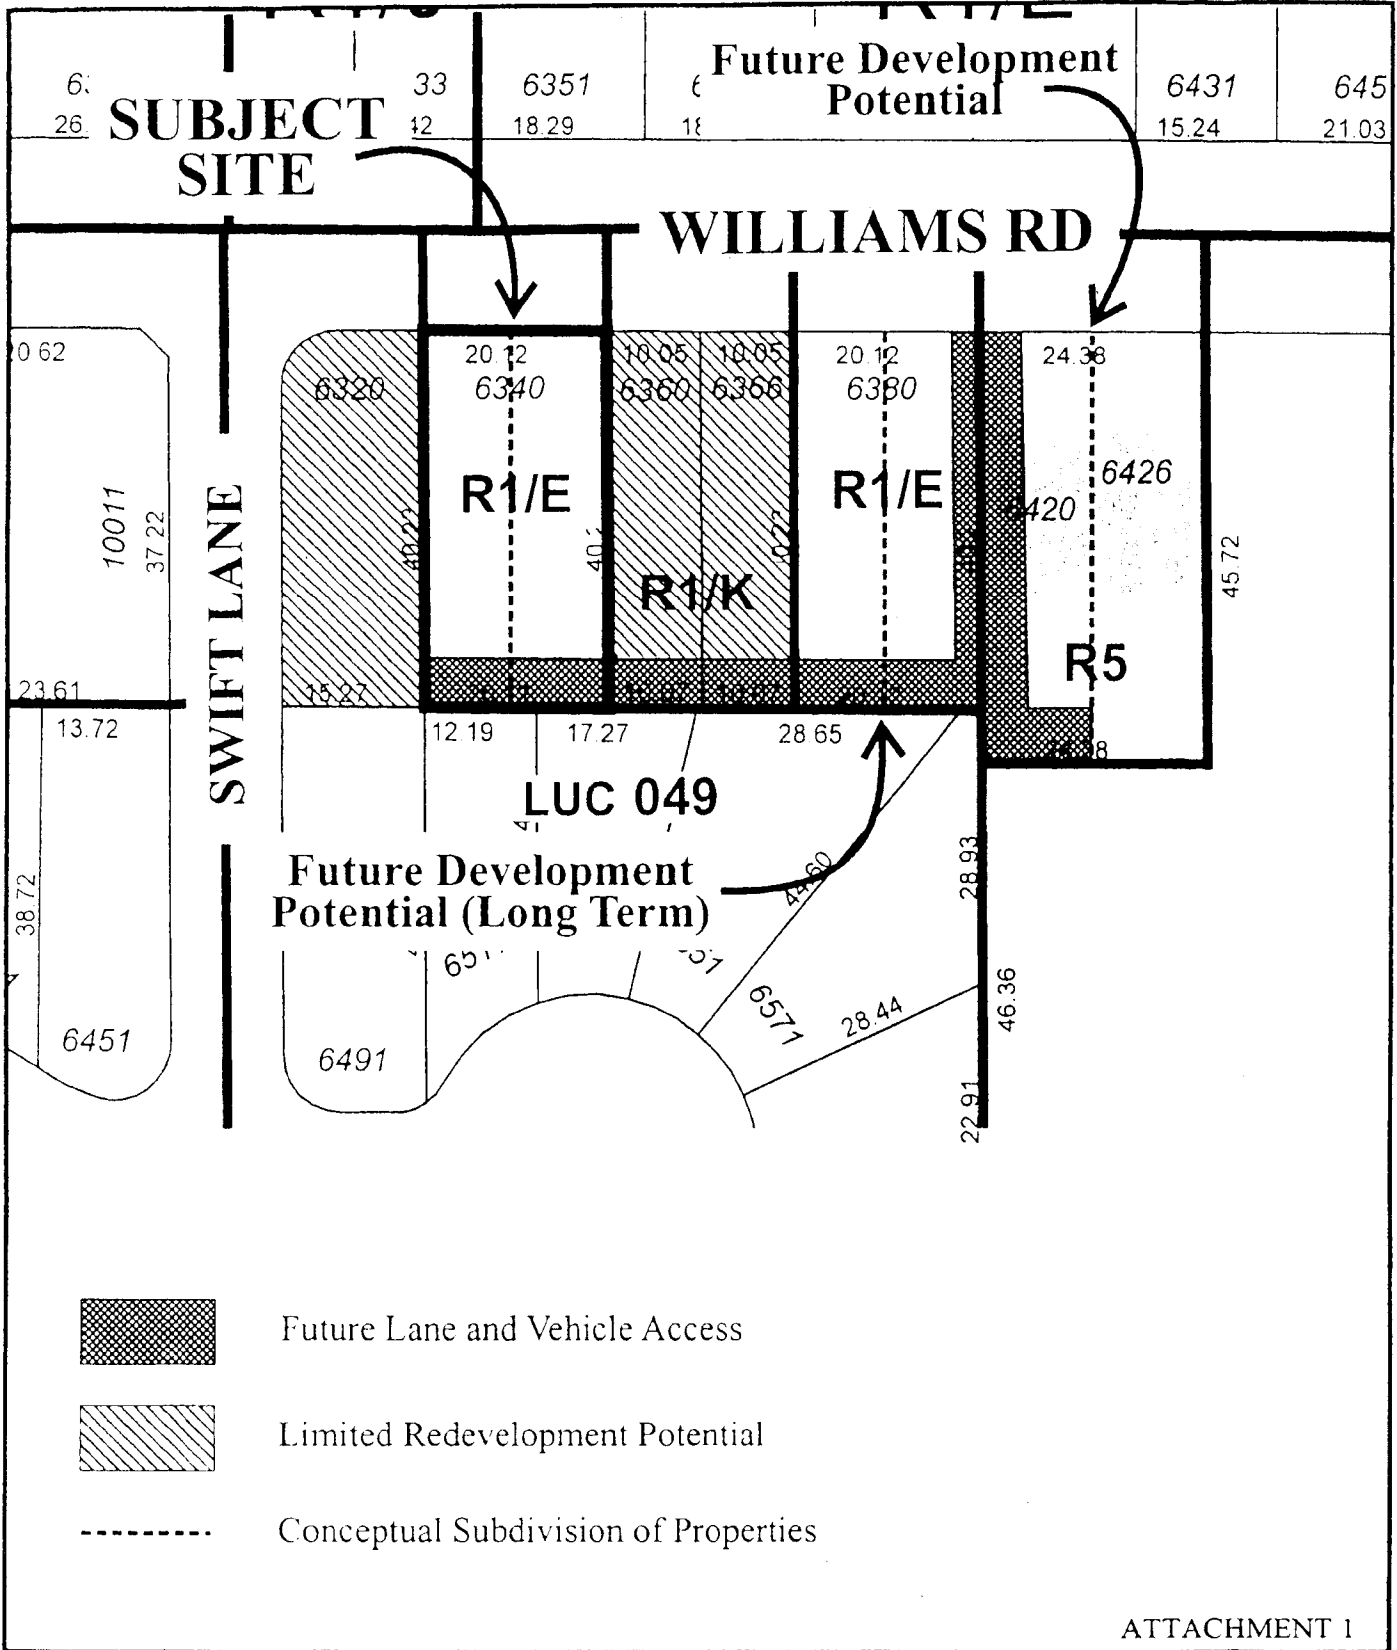 Future Development
Potential
33
6351
6431
645
26
18.29
15.24
21.03
SUBJECT
SITE
WILLIAMS RD
20.12
10.05
10.05
20.12
24.38
6320
6340
6360
6366
6380
10011
37.22
R1/E
R1/E
6426
6420
R1/K
R5
45.72
SWIFT LANE
23.61
15.27
13.72
12.19
17.27
28.65
LUC 049
Future Development
Potential (Long Term)
44.60
28.93
38.72
6571
28.44
46.36
6451
6491
22.91
Future Lane and Vehicle Access
Limited Redevelopment Potential
Conceptual Subdivision of Properties
ATTACHMENT 1